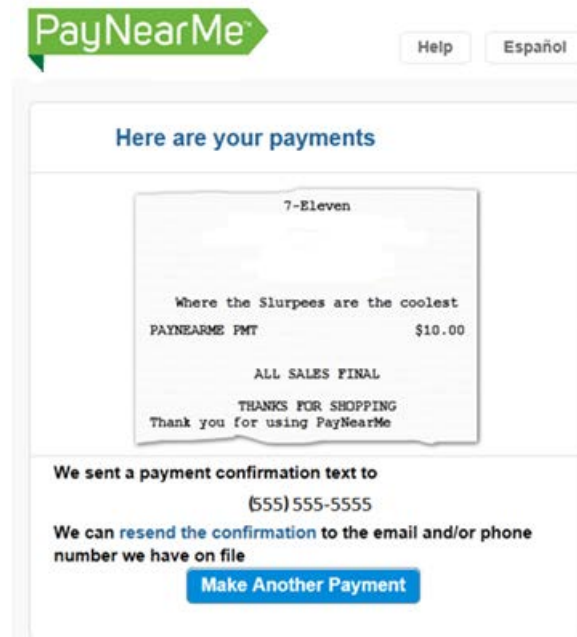 PayNearMe™
Help
Español
Here are your payments
7-Eleven
Where the Slurpees are the coolest
PAYNEARME PMT $10.00
ALL SALES FINAL
THANKS FOR SHOPPING
Thank you for using PayNearMe
We sent a payment confirmation text to
(555) 555-5555
We can resend the confirmation to the email and/or phone
number we have on file
Make Another Payment